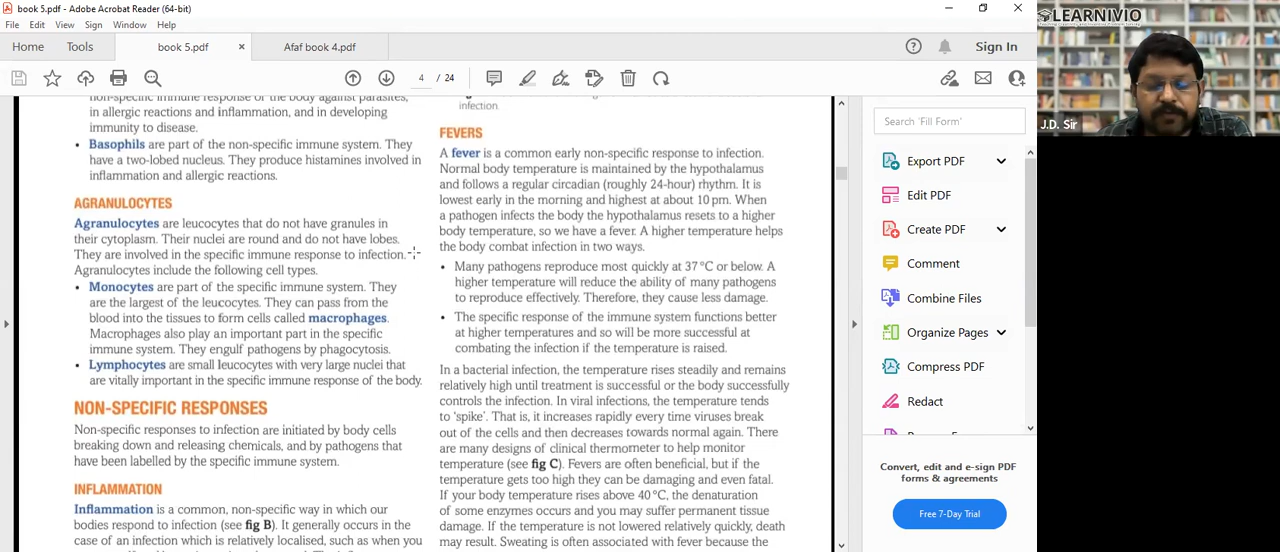 book 5.pdf - Adobe Acrobat Reader (64-bit)
File Edit View Sign Window Help
Home Tools book 5.pdf × Afaf book 4.pdf Sign In
4 / 24
non-specific immune response of the body against parasites,
in allergic reactions and inflammation, and in developing
immunity to disease.
• Basophils are part of the non-specific immune system. They
have a two-lobed nucleus. They produce histamines involved in
inflammation and allergic reactions.
AGRANULOCYTES
Agranulocytes are leucocytes that do not have granules in
their cytoplasm. Their nuclei are round and do not have lobes.
They are involved in the specific immune response to infection.
Agranulocytes include the following cell types.
• Monocytes are part of the specific immune system. They
are the largest of the leucocytes. They can pass from the
blood into the tissues to form cells called macrophages.
Macrophages also play an important part in the specific
immune system. They engulf pathogens by phagocytosis.
• Lymphocytes are small leucocytes with very large nuclei that
are vitally important in the specific immune response of the body.
NON-SPECIFIC RESPONSES
Non-specific responses to infection are initiated by body cells
breaking down and releasing chemicals, and by pathogens that
have been labelled by the specific immune system.
INFLAMMATION
Inflammation is a common, non-specific way in which our
bodies respond to infection (see fig B). It generally occurs in the
case of an infection which is relatively localised, such as when you
infection.
FEVERS
A fever is a common early non-specific response to infection.
Normal body temperature is maintained by the hypothalamus
and follows a regular circadian (roughly 24-hour) rhythm. It is
lowest early in the morning and highest at about 10 pm. When
a pathogen infects the body the hypothalamus resets to a higher
body temperature, so we have a fever. A higher temperature helps
the body combat infection in two ways.
• Many pathogens reproduce most quickly at 37 °C or below. A
higher temperature will reduce the ability of many pathogens
to reproduce effectively. Therefore, they cause less damage.
• The specific response of the immune system functions better
at higher temperatures and so will be more successful at
combating the infection if the temperature is raised.
In a bacterial infection, the temperature rises steadily and remains
relatively high until treatment is successful or the body successfully
controls the infection. In viral infections, the temperature tends
to ‘spike’. That is, it increases rapidly every time viruses break
out of the cells and then decreases towards normal again. There
are many designs of clinical thermometer to help monitor
temperature (see fig C). Fevers are often beneficial, but if the
temperature gets too high they can be damaging and even fatal.
If your body temperature rises above 40 °C, the denaturation
of some enzymes occurs and you may suffer permanent tissue
damage. If the temperature is not lowered relatively quickly, death
may result. Sweating is often associated with fever because the
Search 'Fill Form'
Export PDF
Edit PDF
Create PDF
Comment
Combine Files
Organize Pages
Compress PDF
Redact
Convert, edit and e-sign PDF
forms & agreements
Free 7-Day Trial
LEARNIVIO
J.D. Sir